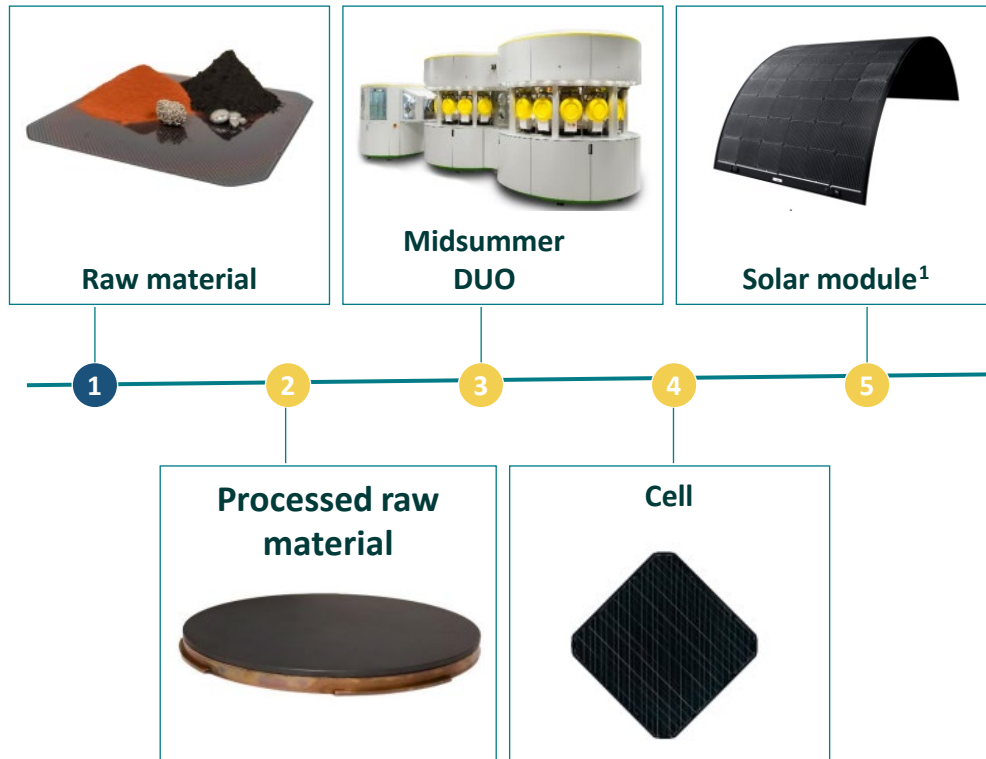 Raw material
Midsummer
DUO
Solar module¹
1
2
3
4
5
Processed raw
material
Cell